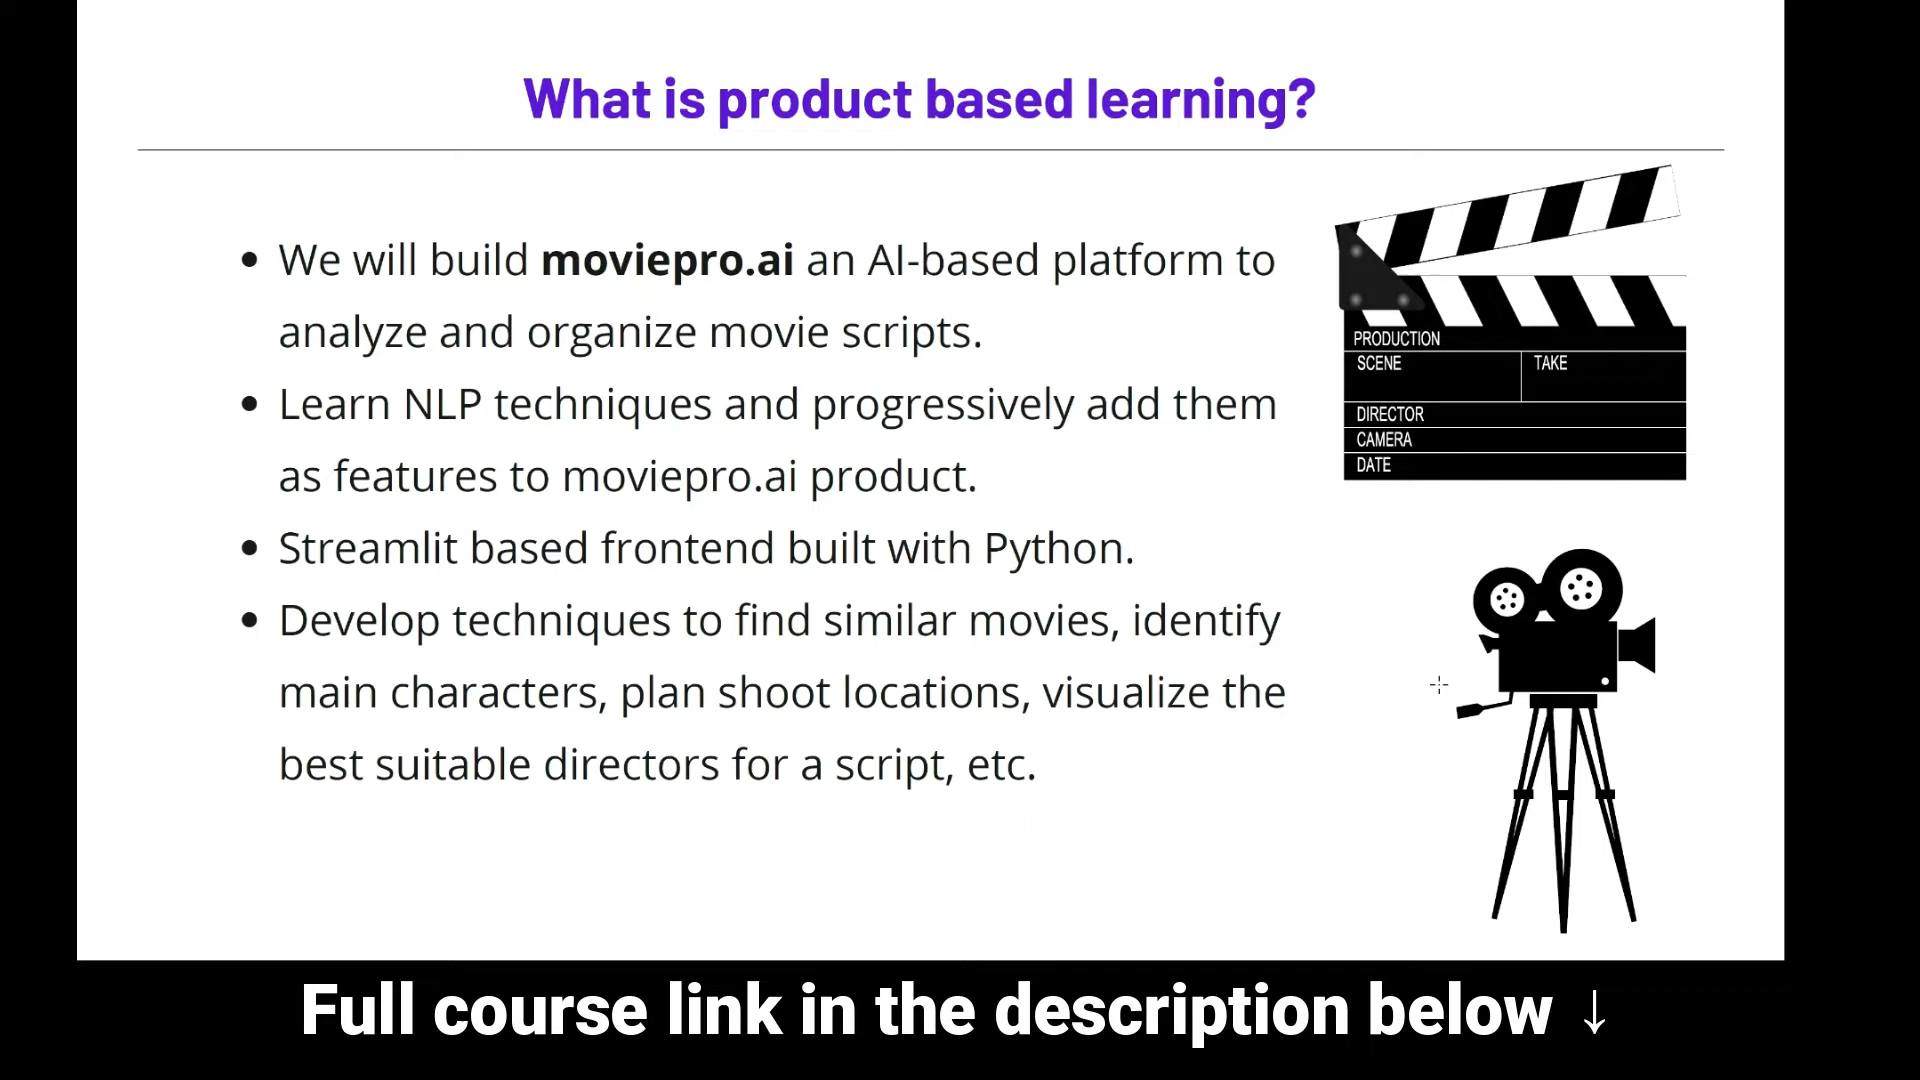 What is product based learning?
• We will build moviepro.ai an AI-based platform to
analyze and organize movie scripts.
• Learn NLP techniques and progressively add them
as features to moviepro.ai product.
• Streamlit based frontend built with Python.
• Develop techniques to find similar movies, identify
main characters, plan shoot locations, visualize the
best suitable directors for a script, etc.
PRODUCTION
SCENE TAKE
DIRECTOR
CAMERA
DATE
Full course link in the description below ↓